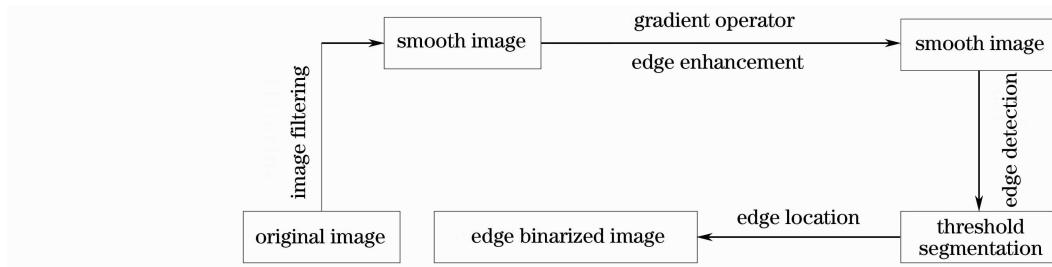 gradient operator
smooth image
smooth image
edge enhancement
image filtering
edge detection
edge location
original image
edge binarized image
threshold
segmentation